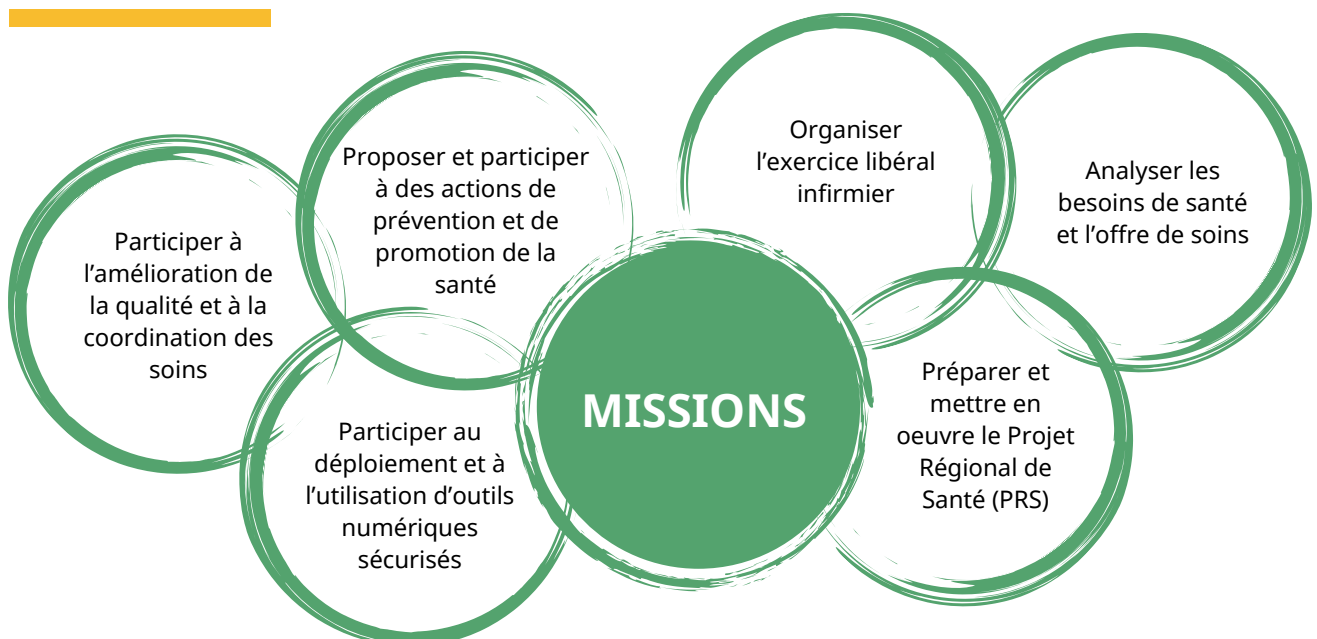 Participer à
l’amélioration de
la qualité et à la
coordination des
soins
Proposer et participer
à des actions de
prévention et de
promotion de la
santé
Participer au
déploiement et à
l’utilisation d’outils
numériques
sécurisés
MISSIONS
Organiser
l’exercice libéral
infirmier
Préparer et
mettre en
oeuvre le Projet
Régional de
Santé (PRS)
Analyser les
besoins de santé
et l’offre de soins